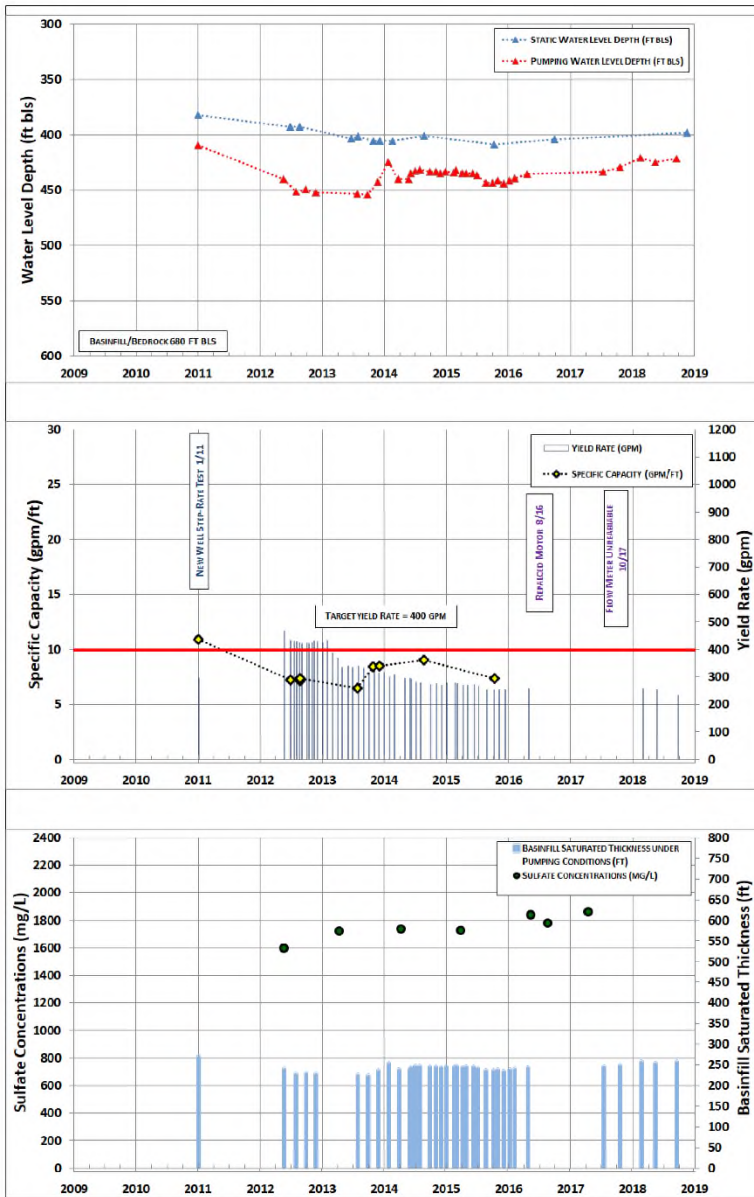 300
350
400
450
500
550
600
Water Level Depth (ft bls)
STATIC WATER LEVEL DEPTH (FT BLS)
PUMPING WATER LEVEL DEPTH (FT BLS)
BASINFILL/BEDROCK 680 FT BLS
2009 2010 2011 2012 2013 2014 2015 2016 2017 2018 2019
30
25
20
15
10
5
0
Specific Capacity (gpm/ft)
NEW WELL STEP-RATE TEST 1/11
YIELD RATE (GPM)
SPECIFIC CAPACITY (GPM/FT)
REPALCED MOTOR 8/16
FLOW METER UNREABIABLE
10/17
TARGET YIELD RATE = 400 GPM
1200
1100
1000
900
800
700
600
500
400
300
200
100
0
Yield Rate (gpm)
2009 2010 2011 2012 2013 2014 2015 2016 2017 2018 2019
2400
2200
2000
1800
1600
1400
1200
1000
800
600
400
200
0
Sulfate Concentrations (mg/L)
BASINFILL SATURATED THICKNESS UNDER
PUMPING CONDITIONS (FT)
SULFATE CONCENTRATIONS (MG/L)
800
750
700
650
600
550
500
450
400
350
300
250
200
150
100
50
0
Basinfill Saturated Thickness (ft)
2009 2010 2011 2012 2013 2014 2015 2016 2017 2018 2019